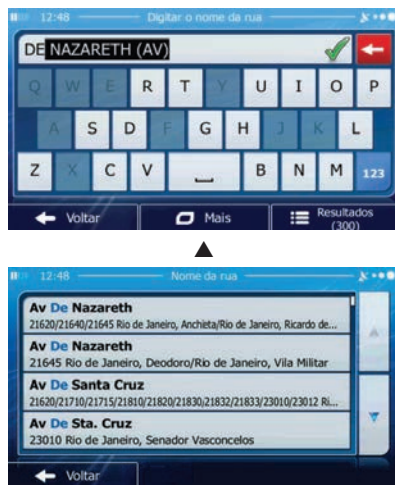 12:48 Digitar o nome da rua
DE NAZARETH (AV)
Q W E R T Y U I O P
A S D F G H J K L
Z X C V B N M 123
Voltar Mais Resultados (300)
12:48 Nome da rua
Av De Nazareth
21620/21640/21645 Rio de Janeiro, Anchieta/Rio de Janeiro, Ricardo de...
Av De Nazareth
21645 Rio de Janeiro, Deodoro/Rio de Janeiro, Vila Militar
Av De Santa Cruz
21620/21710/21715/21810/21820/21830/21832/21833/23010/23012 Ri...
Av De Sta. Cruz
23010 Rio de Janeiro, Senador Vasconcelos
Voltar